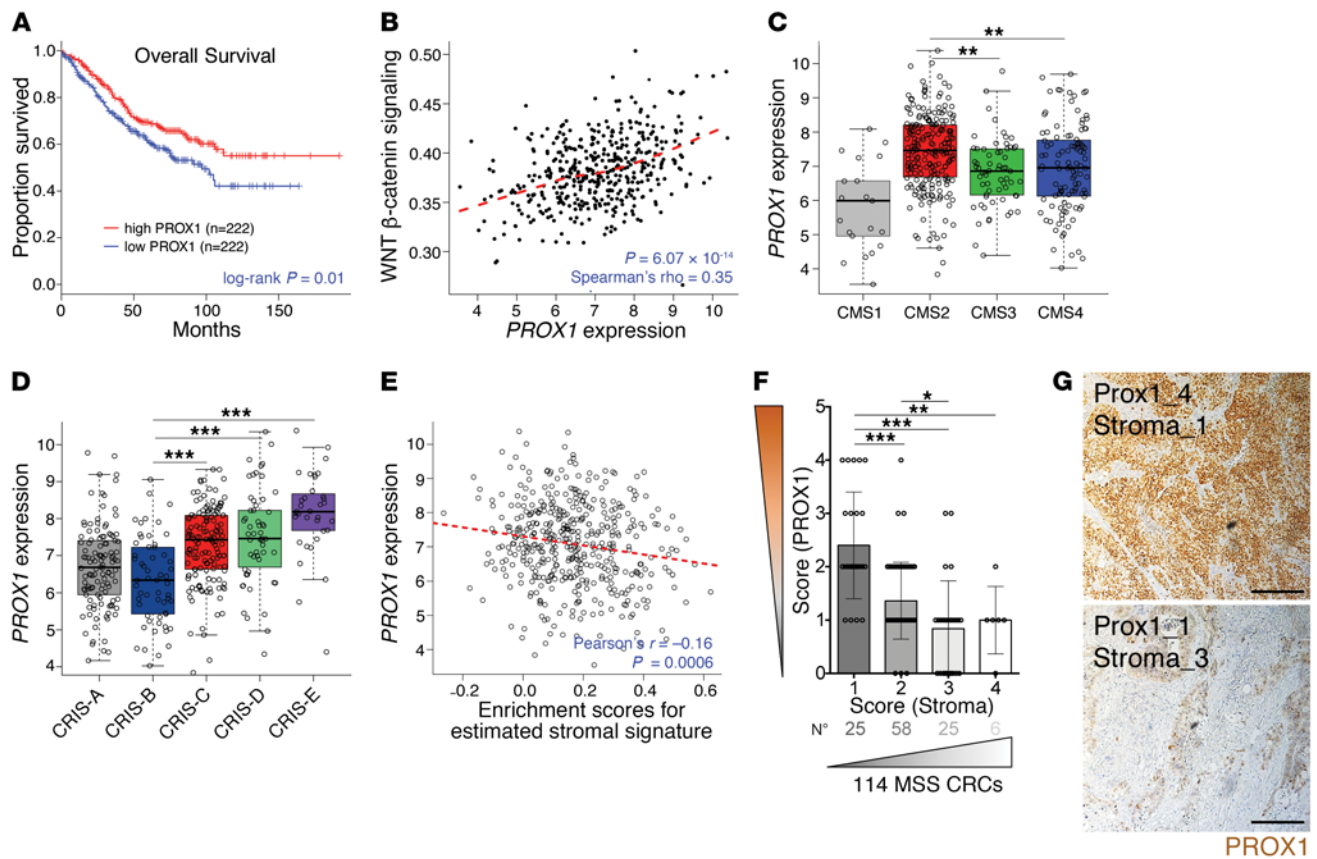 A
Overall Survival
Proportion survived
1.0
0.8
0.6
0.4
0.2
0.0
high PROX1 (n=222)
low PROX1 (n=222)
log-rank P = 0.01
0 50 100 150
Months
B
WNT β-catenin signaling
0.50
0.45
0.40
0.35
0.30
P = 6.07 × 10-14
Spearman's rho = 0.35
4 5 6 7 8 9 10
PROX1 expression
C
**
**
PROX1 expression
10
9
8
7
6
5
4
CMS1 CMS2 CMS3 CMS4
D
***
***
***
PROX1 expression
10
9
8
7
6
5
4
CRIS-A CRIS-B CRIS-C CRIS-D CRIS-E
E
PROX1 expression
10
9
8
7
6
5
4
Pearson's r = –0.16
P = 0.0006
-0.2 0.0 0.2 0.4 0.6
Enrichment scores for
estimated stromal signature
F
*
**
***
***
Score (PROX1)
5
4
3
2
1
0
1 2 3 4
Score (Stroma)
N° 25 58 25 6
114 MSS CRCs
G
Prox1_4
Stroma_1
Prox1_1
Stroma_3
PROX1